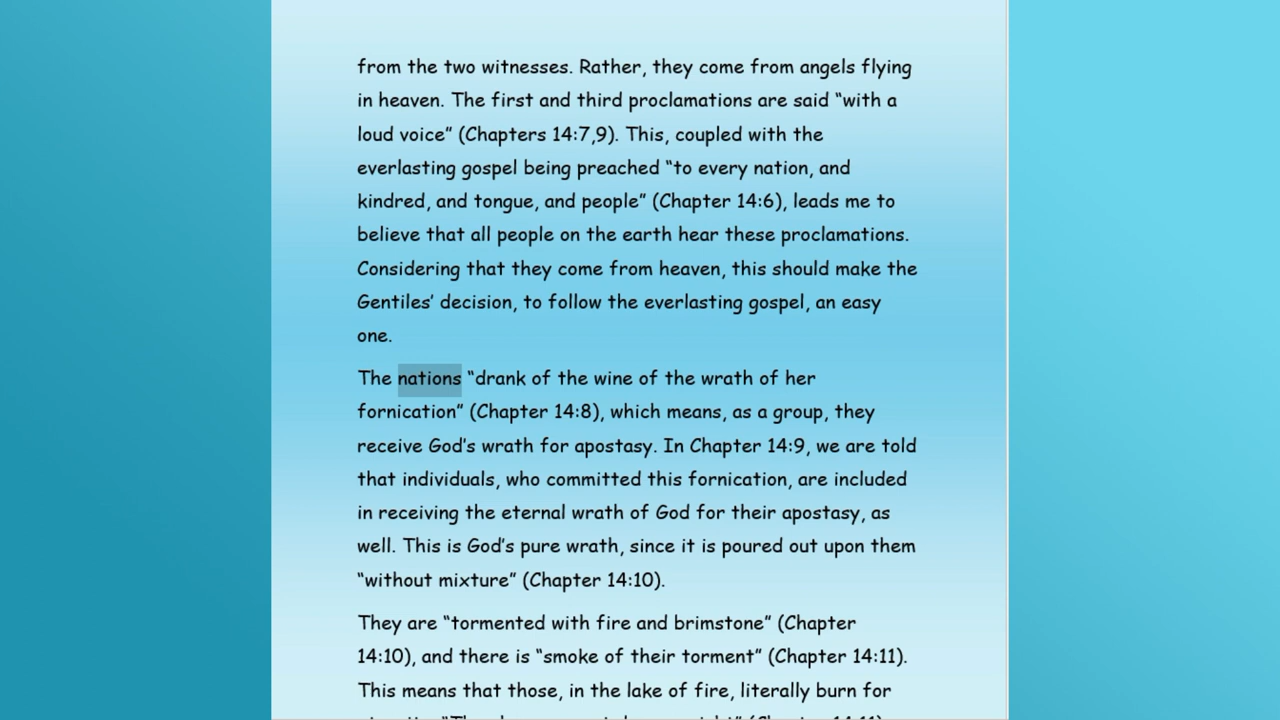 from the two witnesses. Rather, they come from angels flying
in heaven. The first and third proclamations are said “with a
loud voice” (Chapters 14:7,9). This, coupled with the
everlasting gospel being preached “to every nation, and
kindred, and tongue, and people” (Chapter 14:6), leads me to
believe that all people on the earth hear these proclamations.
Considering that they come from heaven, this should make the
Gentiles’ decision, to follow the everlasting gospel, an easy
one.
The nations “drank of the wine of the wrath of her
fornication” (Chapter 14:8), which means, as a group, they
receive God’s wrath for apostasy. In Chapter 14:9, we are told
that individuals, who committed this fornication, are included
in receiving the eternal wrath of God for their apostasy, as
well. This is God’s pure wrath, since it is poured out upon them
“without mixture” (Chapter 14:10).
They are “tormented with fire and brimstone” (Chapter
14:10), and there is “smoke of their torment” (Chapter 14:11).
This means that those, in the lake of fire, literally burn for